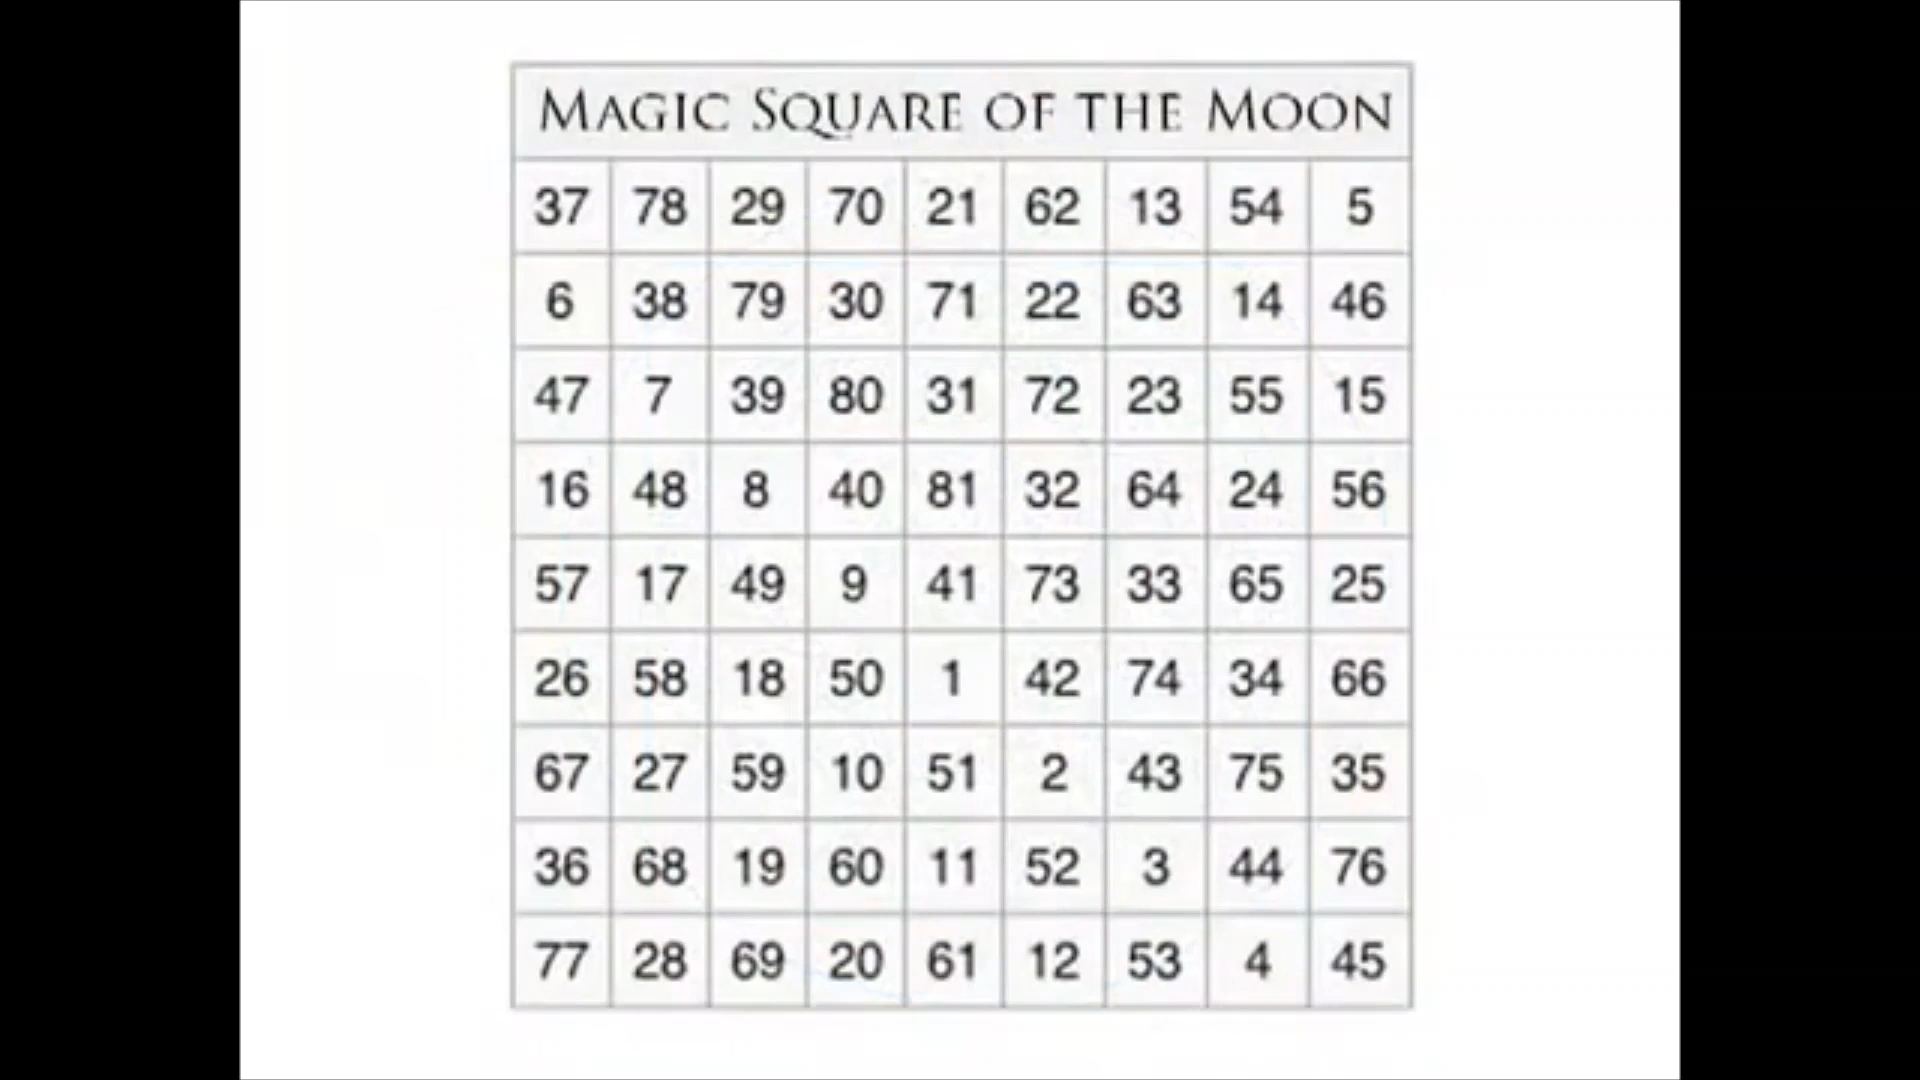 MAGIC SQUARE OF THE MOON
37 78 29 70 21 62 13 54 5
6 38 79 30 71 22 63 14 46
47 7 39 80 31 72 23 55 15
16 48 8 40 81 32 64 24 56
57 17 49 9 41 73 33 65 25
26 58 18 50 1 42 74 34 66
67 27 59 10 51 2 43 75 35
36 68 19 60 11 52 3 44 76
77 28 69 20 61 12 53 4 45